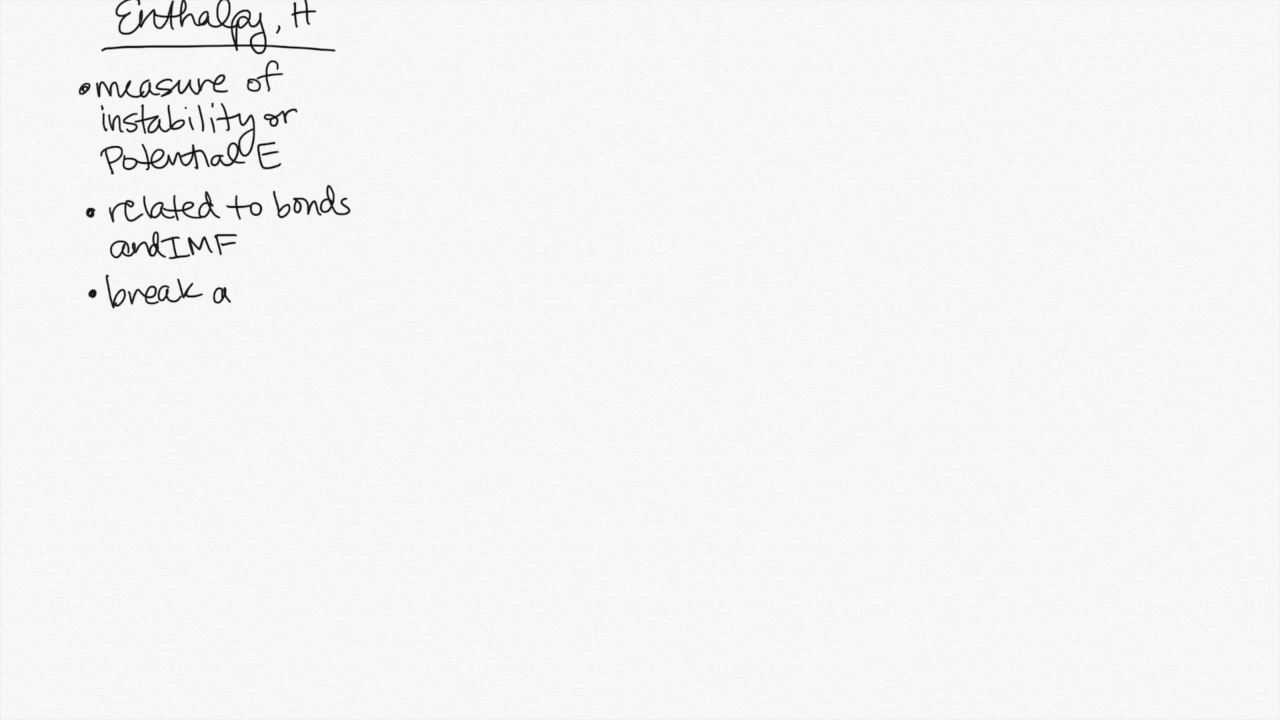 Enthalpy, H
•measure of
instability or
Potential E
• related to bonds
and IMF
• break a